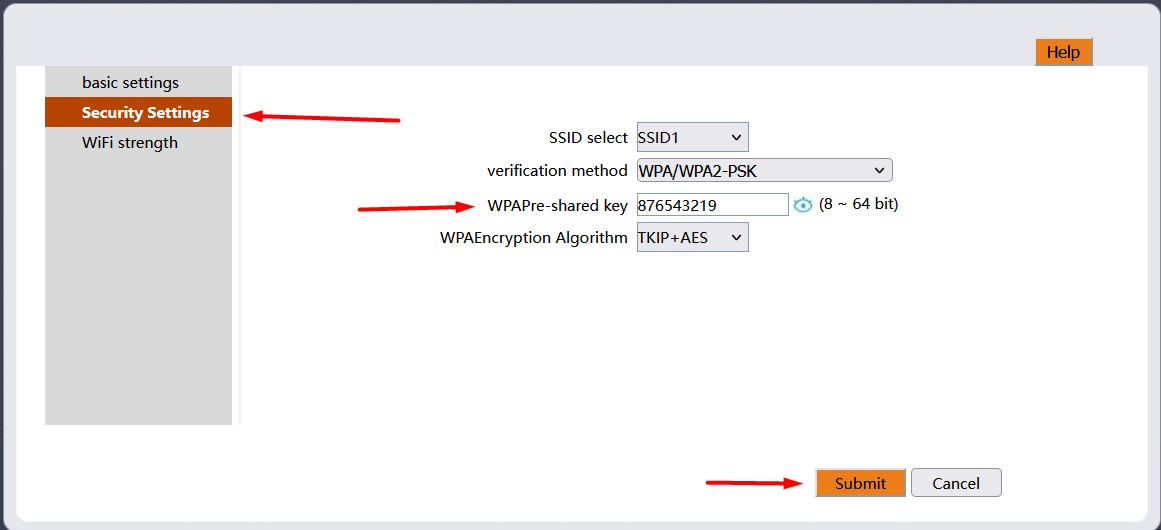 Help
basic settings
Security Settings
WiFi strength
SSID select SSID1
verification method WPA/WPA2-PSK
WPAPre-shared key 876543219 (8 ~ 64 bit)
WPAEncryption Algorithm TKIP+AES
Submit Cancel